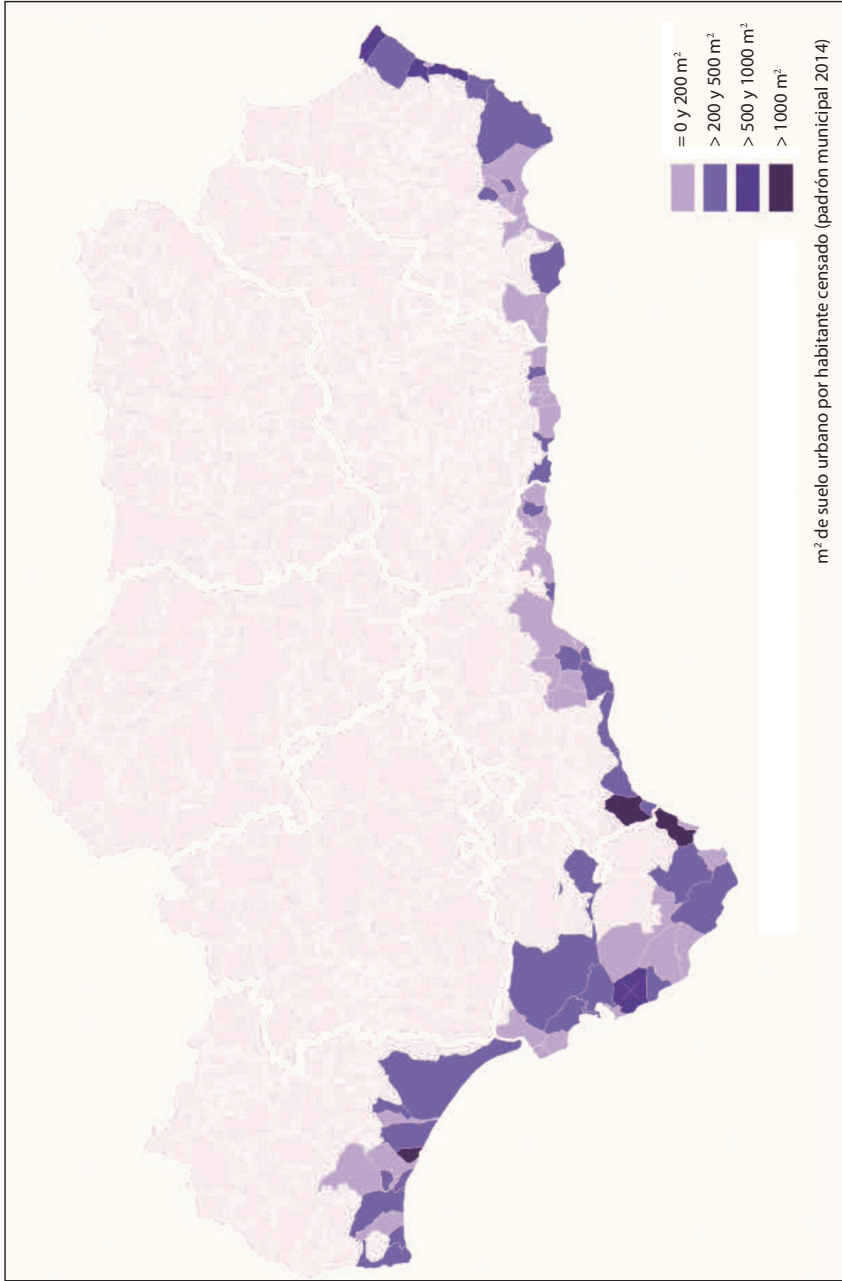 = 0 y 200 m²
> 200 y 500 m²
> 500 y 1000 m²
> 1000 m²
m² de suelo urbano por habitante censado (padrón municipal 2014)